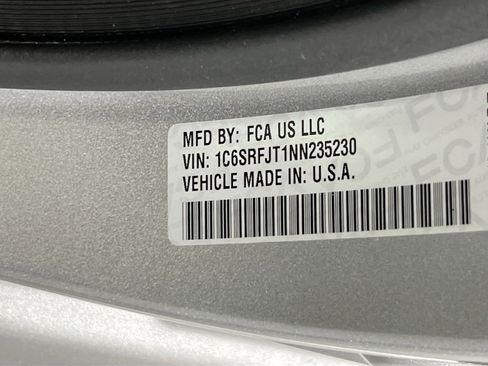 MFD BY: FCA US LLC
VIN: 1C6SRFJT1NN235230
VEHICLE MADE IN: U.S.A.